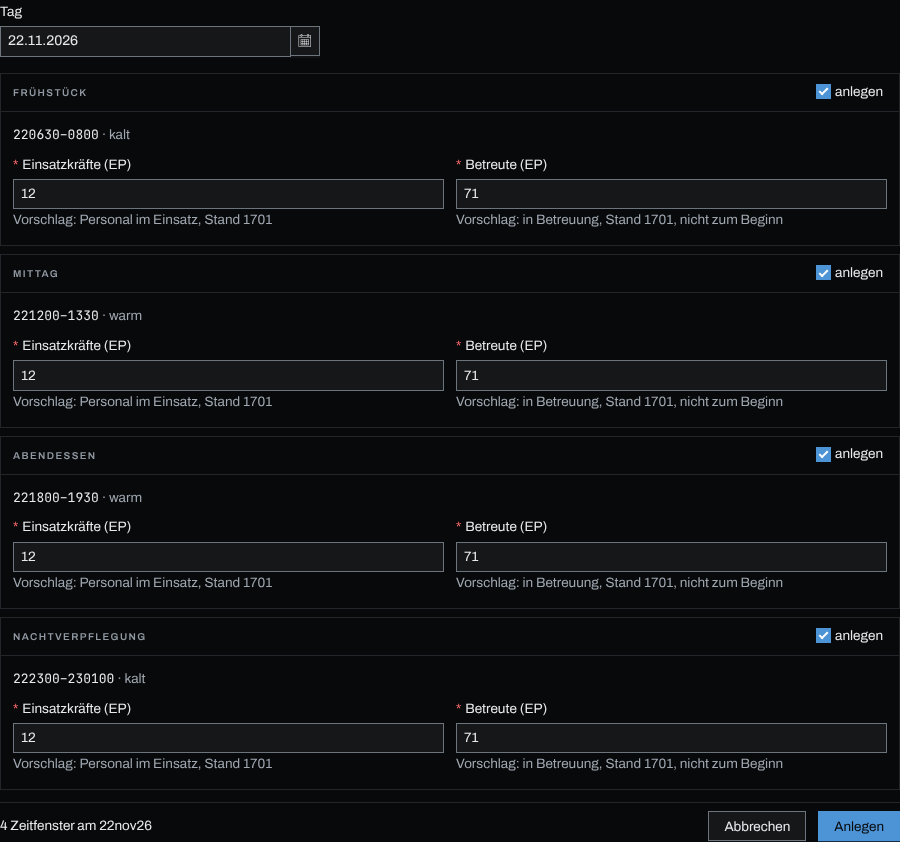 Tag
22.11.2026
FRÜHSTÜCK
anlegen
220630–0800 · kalt
* Einsatzkräfte (EP) * Betreute (EP)
12 71
Vorschlag: Personal im Einsatz, Stand 1701 Vorschlag: in Betreuung, Stand 1701, nicht zum Beginn
MITTAG
anlegen
221200–1330 · warm
* Einsatzkräfte (EP) * Betreute (EP)
12 71
Vorschlag: Personal im Einsatz, Stand 1701 Vorschlag: in Betreuung, Stand 1701, nicht zum Beginn
ABENDESSEN
anlegen
221800–1930 · warm
* Einsatzkräfte (EP) * Betreute (EP)
12 71
Vorschlag: Personal im Einsatz, Stand 1701 Vorschlag: in Betreuung, Stand 1701, nicht zum Beginn
NACHTVERPFLEGUNG
anlegen
222300–230100 · kalt
* Einsatzkräfte (EP) * Betreute (EP)
12 71
Vorschlag: Personal im Einsatz, Stand 1701 Vorschlag: in Betreuung, Stand 1701, nicht zum Beginn
4 Zeitfenster am 22nov26
Abbrechen
Anlegen